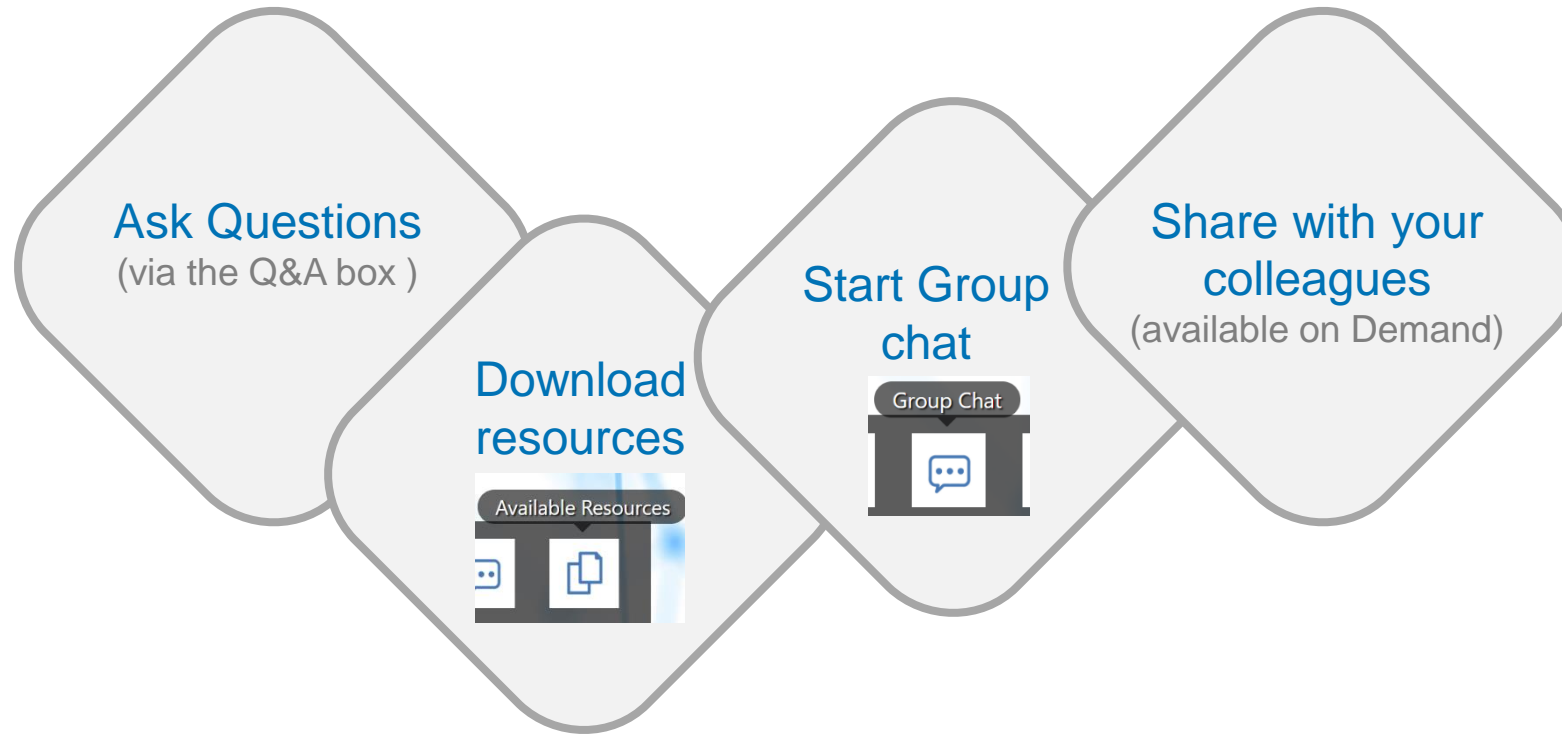 Ask Questions
(via the Q&A box )
Download
resources
Available Resources
Start Group
chat
Group Chat
Share with your
colleagues
(available on Demand)